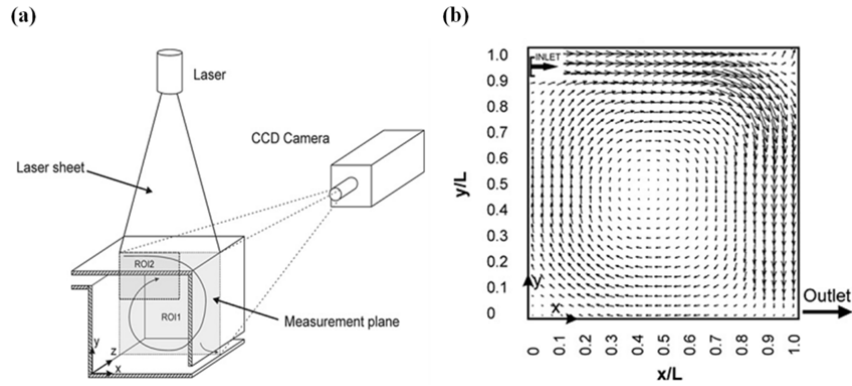 (a)
Laser
CCD Camera
Laser sheet
ROI2
ROI1
Measurement plane
y
z
x
(b)
INLET
1.0
0.9
0.8
0.7
0.6
0.5
0.4
0.3
0.2
0.1
0
y/L
y
x
Outlet
0 0.1 0.2 0.3 0.4 0.5 0.6 0.7 0.8 0.9 1.0
x/L